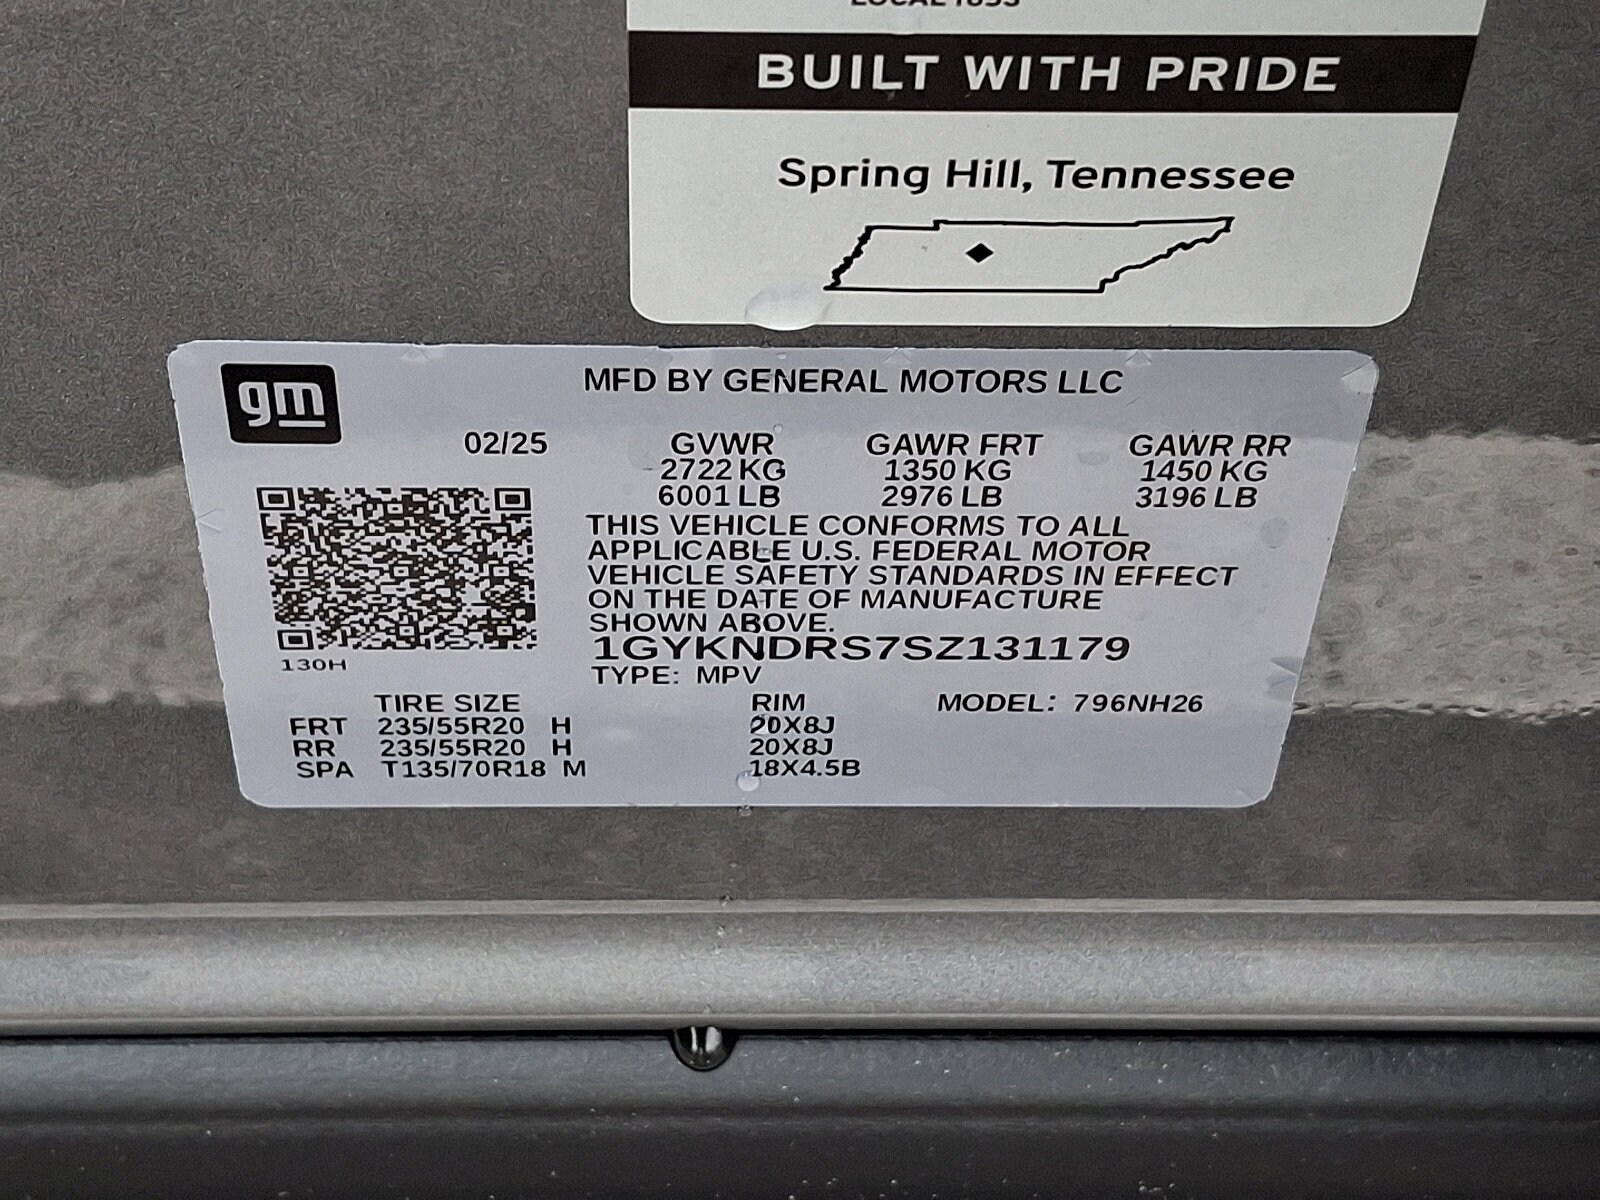 LOCAL 1853
BUILT WITH PRIDE
Spring Hill, Tennessee
gm
MFD BY GENERAL MOTORS LLC
02/25 GVWR GAWR FRT GAWR RR
2722 KG 1350 KG 1450 KG
6001 LB 2976 LB 3196 LB
THIS VEHICLE CONFORMS TO ALL
APPLICABLE U.S. FEDERAL MOTOR
VEHICLE SAFETY STANDARDS IN EFFECT
ON THE DATE OF MANUFACTURE
SHOWN ABOVE.
1GYKNDRS7SZ131179
130H
TYPE: MPV
TIRE SIZE RIM MODEL: 796NH26
FRT 235/55R20 H 20X8J
RR 235/55R20 H 20X8J
SPA T135/70R18 M 18X4.5B